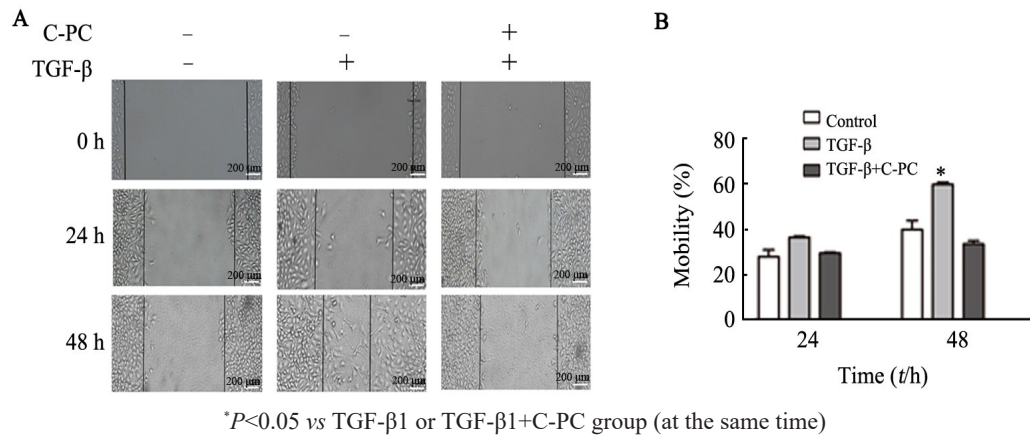 A
C-PC – – +
TGF-β – + +
0 h
200 μm 200 μm 200 μm
24 h
200 μm 200 μm 200 μm
48 h
200 μm 200 μm 200 μm
B
Control
TGF-β
TGF-β+C-PC
Mobility (%)
80
60
40
20
0
*
24 48
Time (t/h)
*P<0.05 vs TGF-β1 or TGF-β1+C-PC group (at the same time)